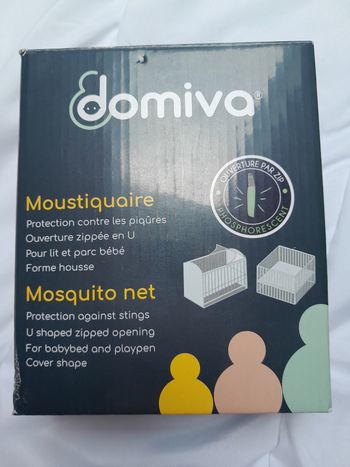 domiva®
OUVERTURE PAR ZIP
PHOSPHORESCENT
Moustiquaire
Protection contre les piqûres
Ouverture zippée en U
Pour lit et parc bébé
Forme housse
Mosquito net
Protection against stings
U shaped zipped opening
For babybed and playpen
Cover shape